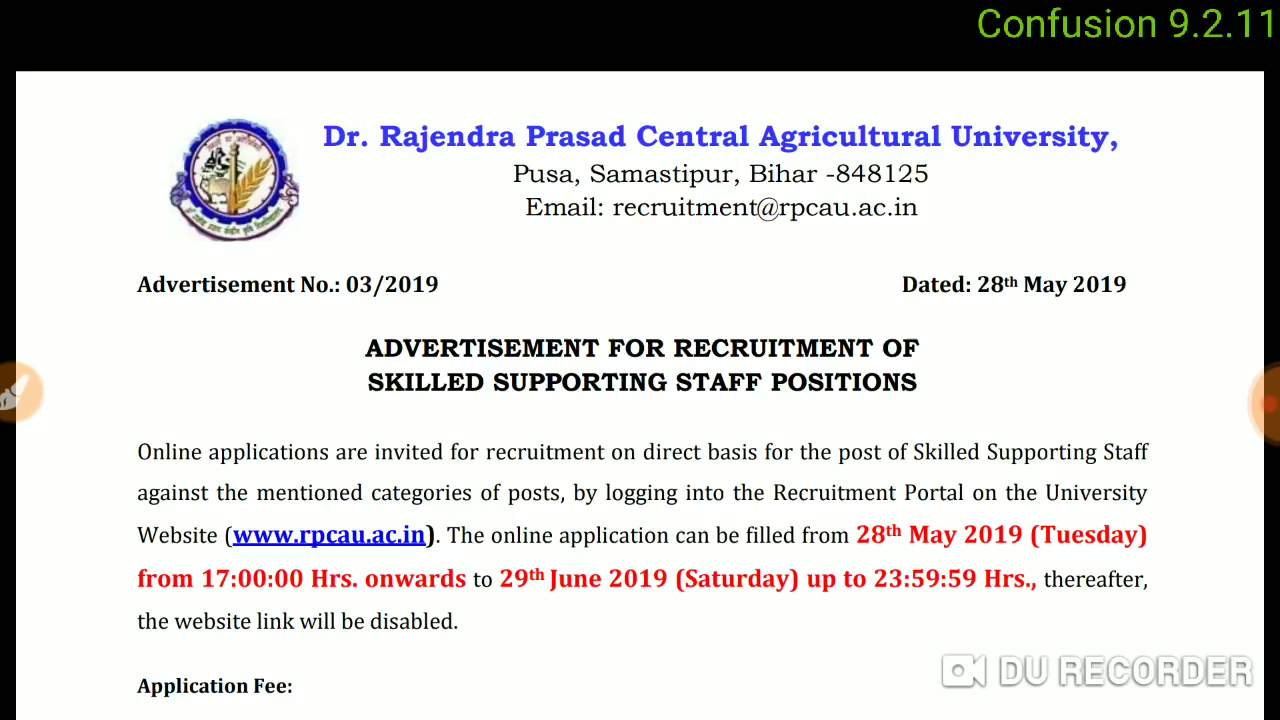 Confusion 9.2.11
Dr. Rajendra Prasad Central Agricultural University,
Pusa, Samastipur, Bihar -848125
Email: recruitment@rpcau.ac.in
Advertisement No.: 03/2019 Dated: 28th May 2019
ADVERTISEMENT FOR RECRUITMENT OF
SKILLED SUPPORTING STAFF POSITIONS
Online applications are invited for recruitment on direct basis for the post of Skilled Supporting Staff
against the mentioned categories of posts, by logging into the Recruitment Portal on the University
Website (www.rpcau.ac.in). The online application can be filled from 28th May 2019 (Tuesday)
from 17:00:00 Hrs. onwards to 29th June 2019 (Saturday) up to 23:59:59 Hrs., thereafter,
the website link will be disabled.
Application Fee:
DU RECORDER